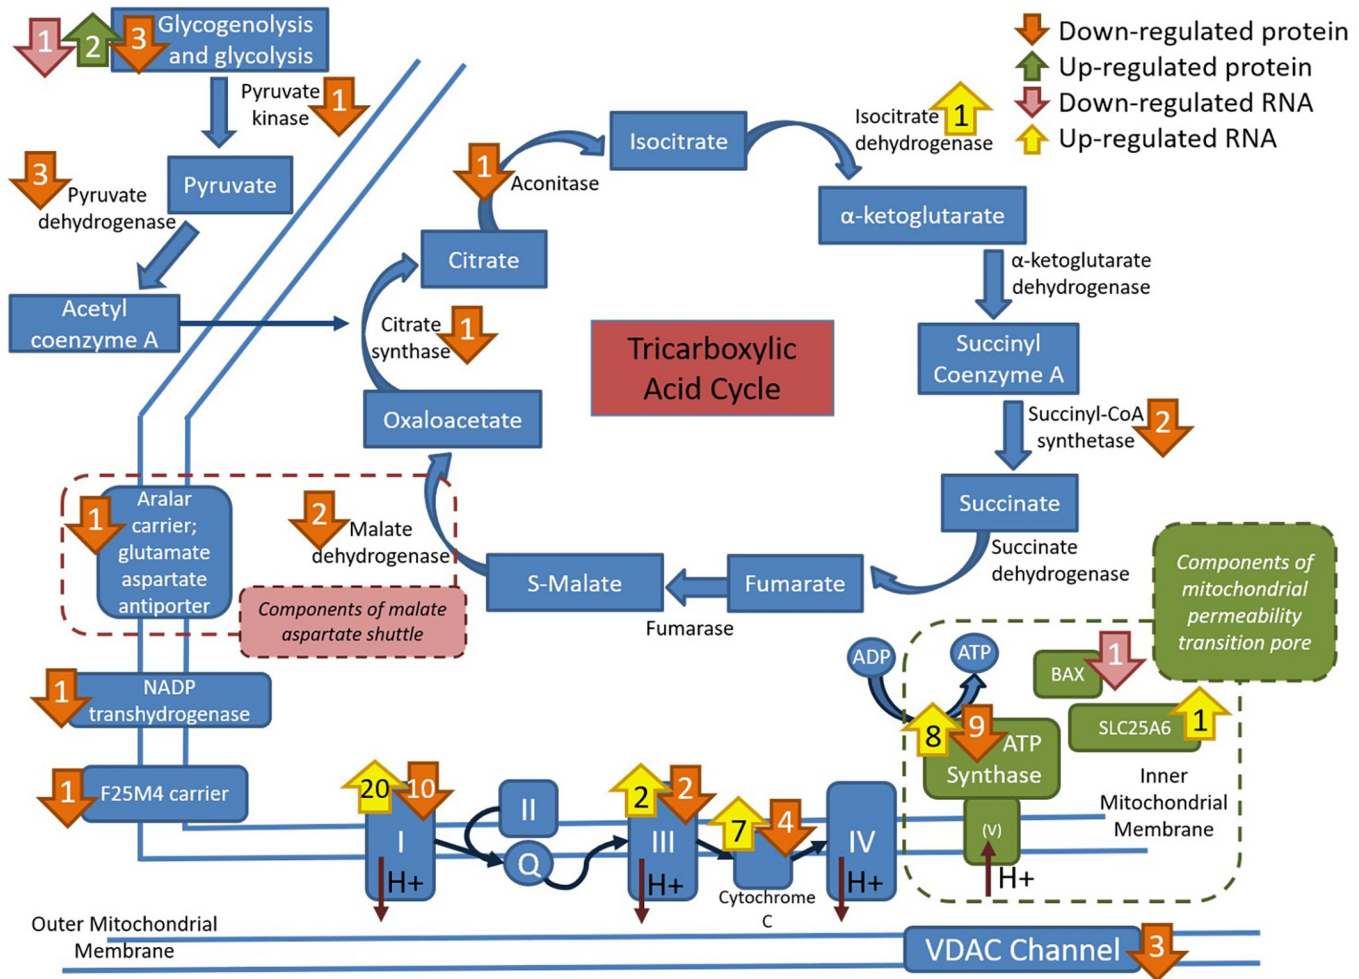 1
2
3
Glycogenolysis
and glycolysis
Down-regulated protein
Up-regulated protein
Down-regulated RNA
Up-regulated RNA
Pyruvate
kinase
1
Isocitrate
Isocitrate
dehydrogenase
1
3
Pyruvate
dehydrogenase
Pyruvate
1
Aconitase
α-ketoglutarate
Citrate
α-ketoglutarate
dehydrogenase
Acetyl
coenzyme A
Citrate
synthase
1
Tricarboxylic
Acid Cycle
Succinyl
Coenzyme A
Oxaloacetate
Succinyl-CoA
synthetase
2
1
Aralar
carrier;
glutamate
aspartate
antiporter
2
Malate
dehydrogenase
Succinate
Succinate
dehydrogenase
S-Malate
Fumarate
Fumarase
Components of malate
aspartate shuttle
Components of
mitochondrial
permeability
transition pore
ADP
ATP
BAX
1
1
NADP
transhydrogenase
8
9
ATP
Synthase
SLC25A6
1
Inner
Mitochondrial
Membrane
1
F25M4 carrier
20
10
I
H+
II
Q
2
2
III
H+
7
4
Cytochrome
C
IV
H+
(V)
H+
Outer Mitochondrial
Membrane
VDAC Channel
3